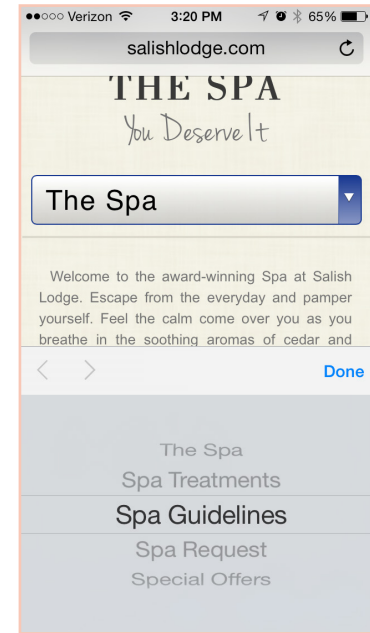 ●●○○○ Verizon 3:20 PM 65%
salishlodge.com
THE SPA
You Deserve It
The Spa
Welcome to the award-winning Spa at Salish
Lodge. Escape from the everyday and pamper
yourself. Feel the calm come over you as you
breathe in the soothing aromas of cedar and
Done
The Spa
Spa Treatments
Spa Guidelines
Spa Request
Special Offers